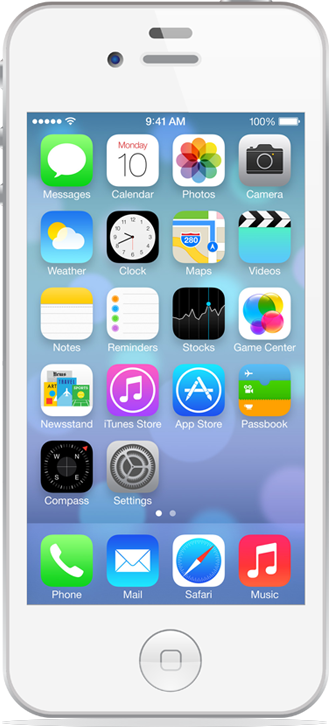 9:41 AM 100%
Monday
10
Messages Calendar Photos Camera
280
A
Weather Clock Maps Videos
Notes Reminders Stocks Game Center
Newsstand iTunes Store App Store Passbook
N
W E
S
Compass Settings
Phone Mail Safari Music